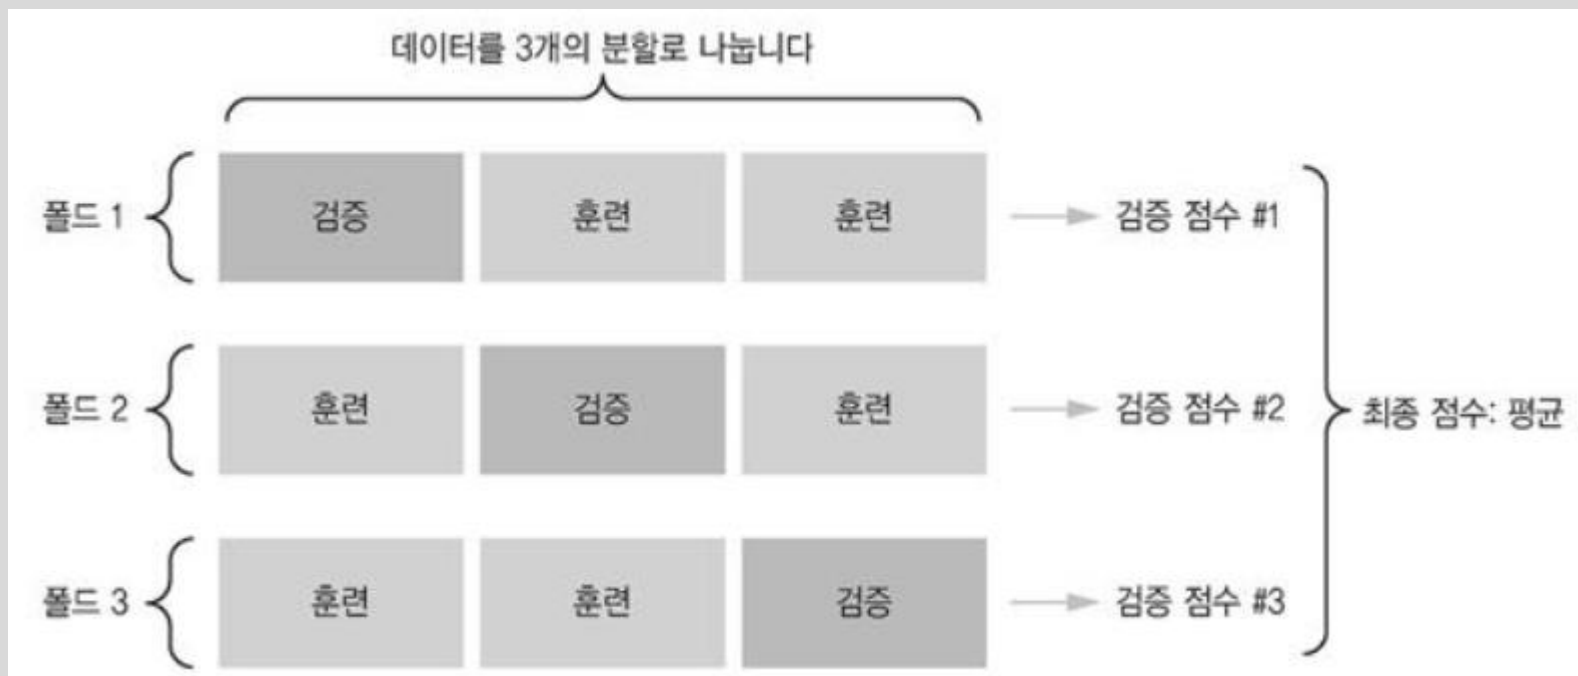 데이터를 3개의 분할로 나눕니다
폴드 1 검증 훈련 훈련 검증 점수 #1
폴드 2 훈련 검증 훈련 검증 점수 #2 최종 점수: 평균
폴드 3 훈련 훈련 검증 검증 점수 #3